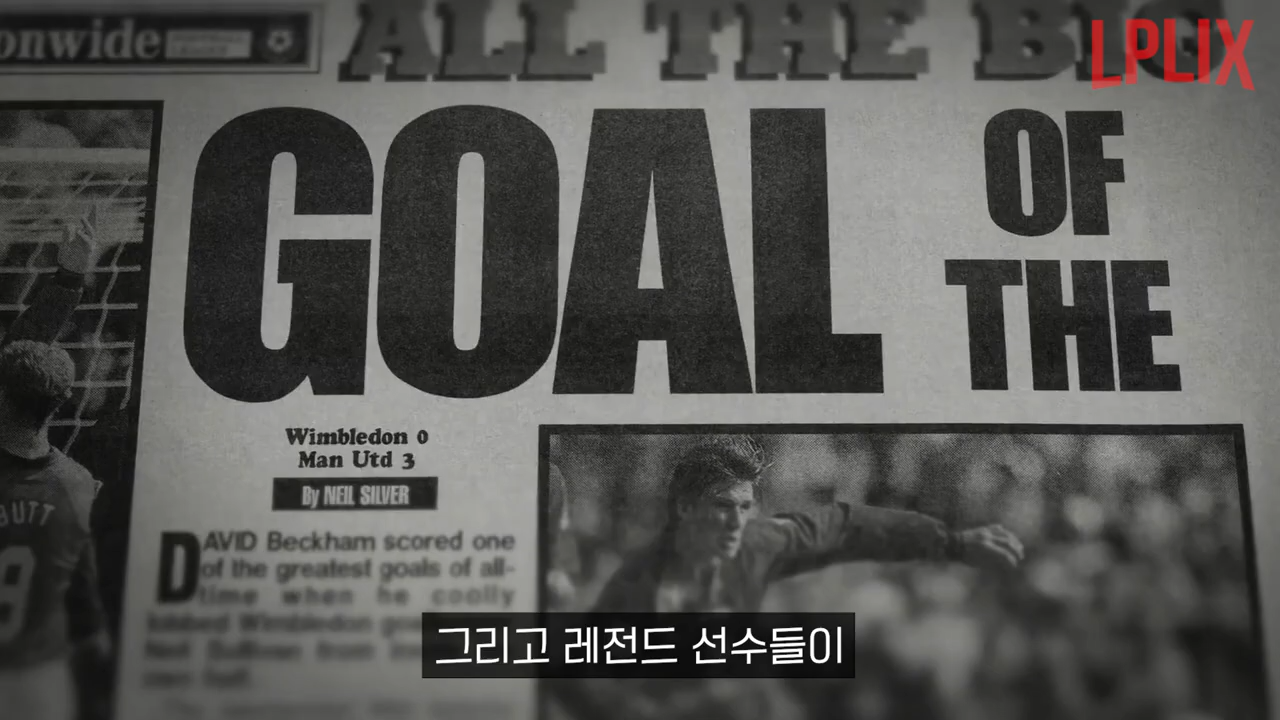 onwide
ALL THE BIG
LPLIX
GOAL
OF
THE
Wimbledon 0
Man Utd 3
By NEIL SILVER
DAVID Beckham scored one
of the greatest goals of all-
time when he coolly
BUTT
그리고 레전드 선수들이